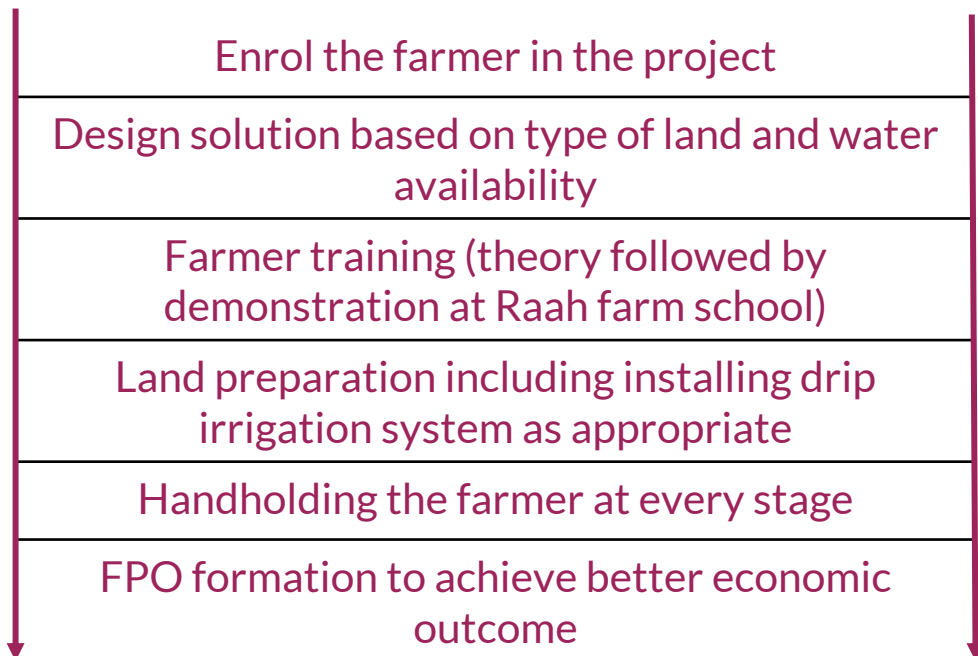 Enrol the farmer in the project
Design solution based on type of land and water
availability
Farmer training (theory followed by
demonstration at Raah farm school)
Land preparation including installing drip
irrigation system as appropriate
Handholding the farmer at every stage
FPO formation to achieve better economic
outcome